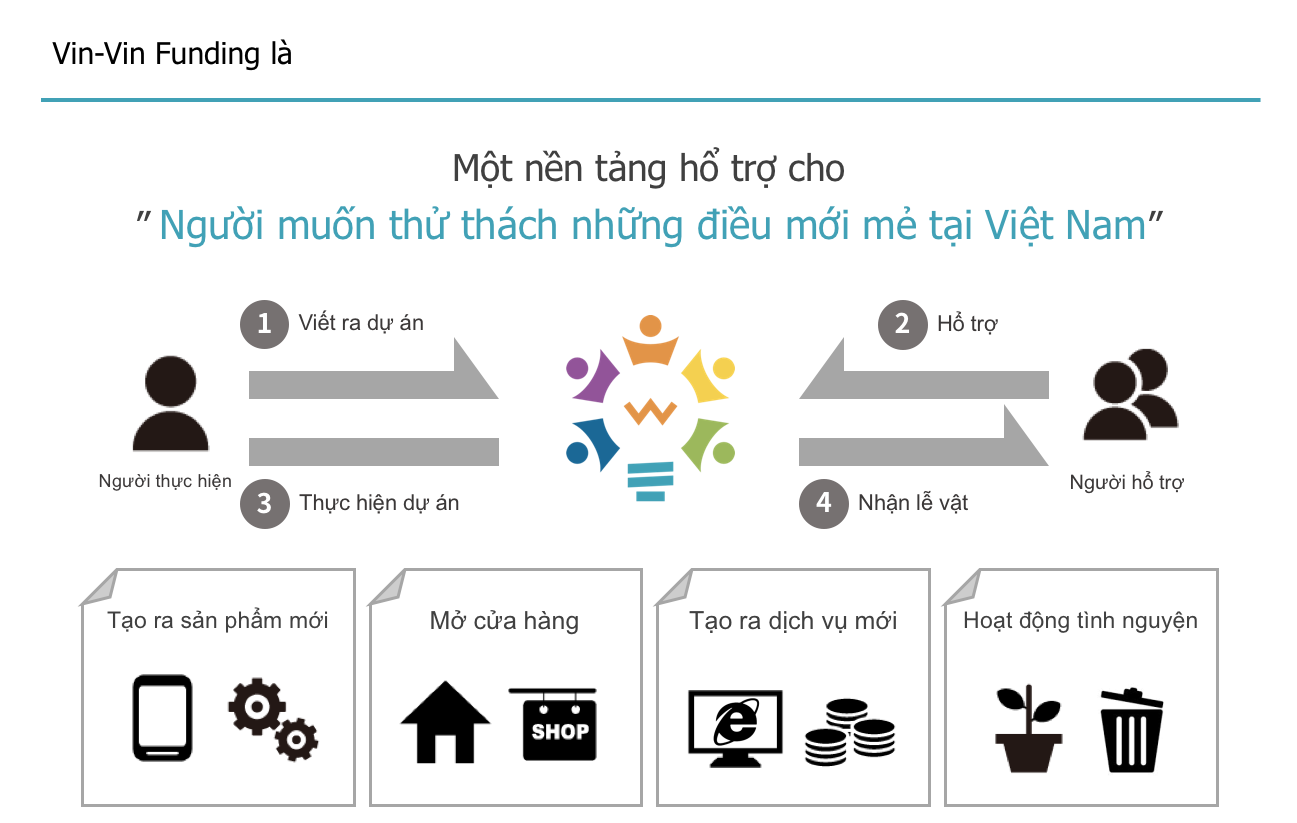 Vin-Vin Funding là
Một nền tảng hổ trợ cho
” Người muốn thử thách những điều mới mẻ tại Việt Nam”
1 Viết ra dự án
2 Hổ trợ
Người thực hiện
Người hổ trợ
3 Thực hiện dự án
4 Nhận lễ vật
Tạo ra sản phẩm mới
Mở cửa hàng
Tạo ra dịch vụ mới
Hoạt động tình nguyện
SHOP